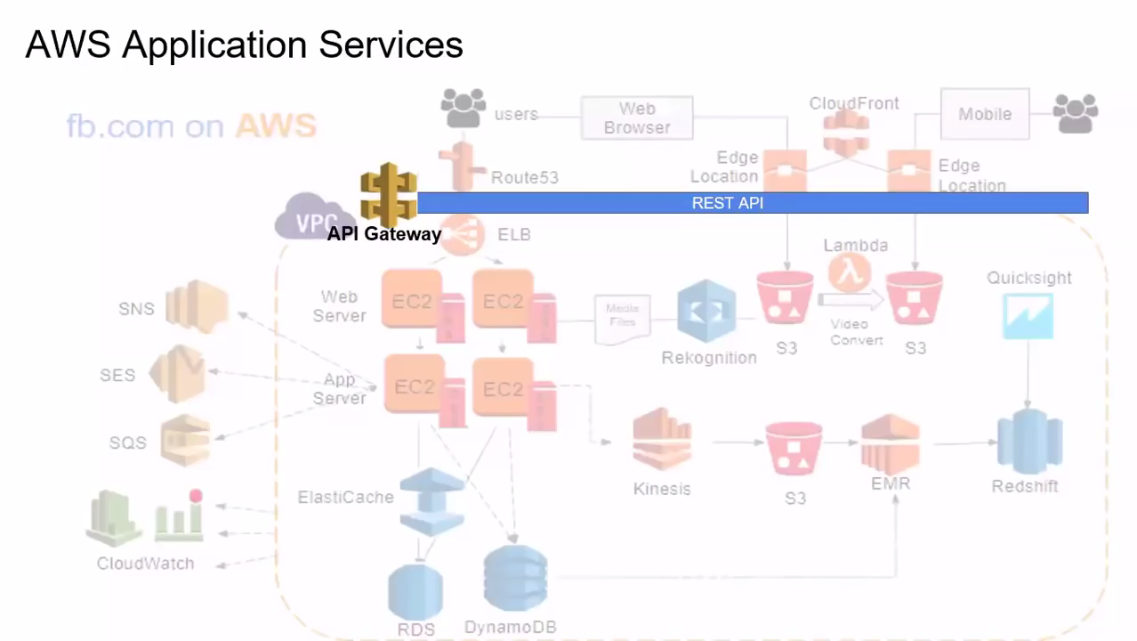 AWS Application Services
fb.com on AWS
users
Web
Browser
CloudFront
Mobile
Edge
Location
Edge
Location
Route53
REST API
VPC
API Gateway
ELB
Lambda
Quicksight
SNS
Web
Server
EC2
EC2
Media
Files
Rekognition
S3
Video
Convert
S3
SES
App
Server
EC2
EC2
SQS
Kinesis
S3
EMR
Redshift
ElastiCache
CloudWatch
RDS
DynamoDB